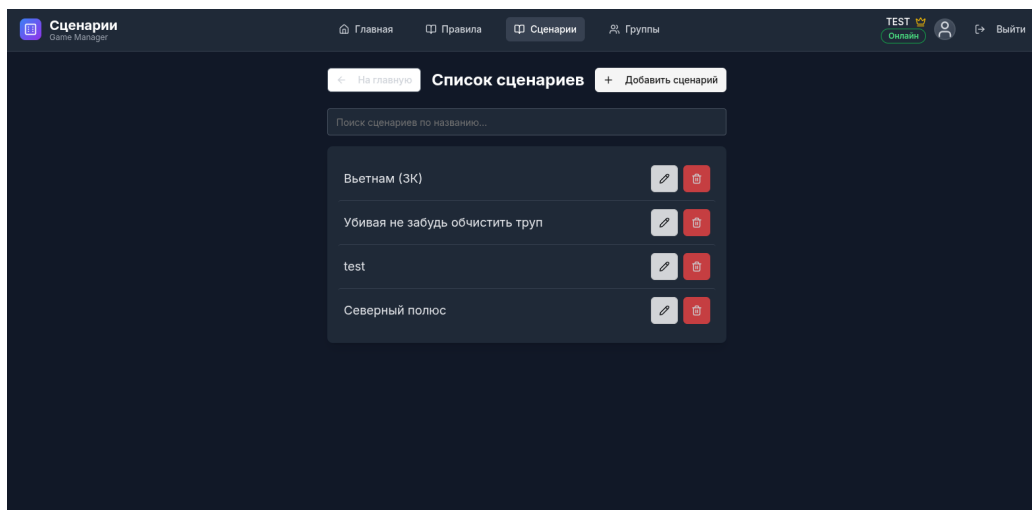 Сценарии
Game Manager
Главная
Правила
Сценарии
Группы
TEST
Онлайн
Выйти
На главную
Список сценариев
+ Добавить сценарий
Поиск сценариев по названию...
Вьетнам (3К)
Убивая не забудь обчистить труп
test
Северный полюс